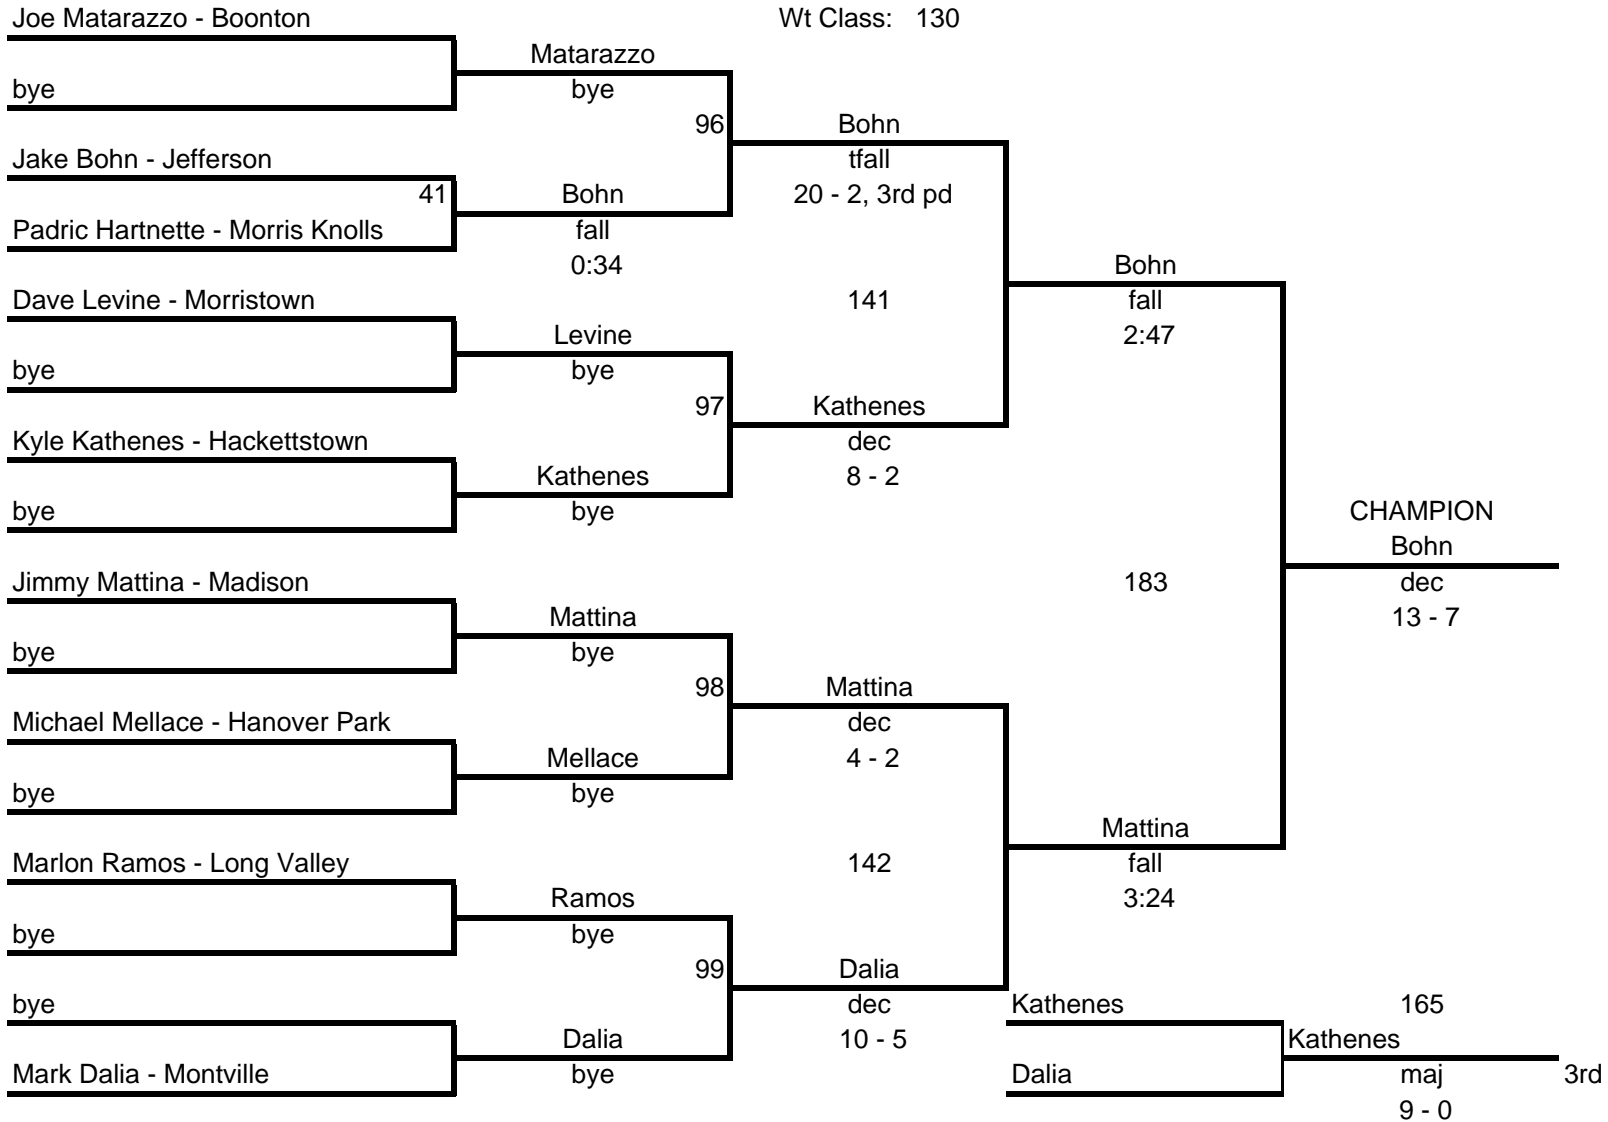 Joe Matarazzo - Boonton
Wt Class: 130
Matarazzo
bye
bye
96
Bohn
Jake Bohn - Jefferson
tfall
41
Bohn
20 - 2, 3rd pd
Padric Hartnette - Morris Knolls
fall
0:34
Bohn
Dave Levine - Morristown
141
fall
Levine
2:47
bye
bye
97
Kathenes
Kyle Kathenes - Hackettstown
dec
Kathenes
8 - 2
bye
bye
CHAMPION
Bohn
Jimmy Mattina - Madison
183
dec
Mattina
13 - 7
bye
bye
98
Mattina
Michael Mellace - Hanover Park
dec
Mellace
4 - 2
bye
bye
Mattina
Marlon Ramos - Long Valley
142
fall
Ramos
3:24
bye
bye
99
Dalia
bye
dec
Kathenes
165
Dalia
10 - 5
Kathenes
Mark Dalia - Montville
bye
Dalia
maj
3rd
9 - 0